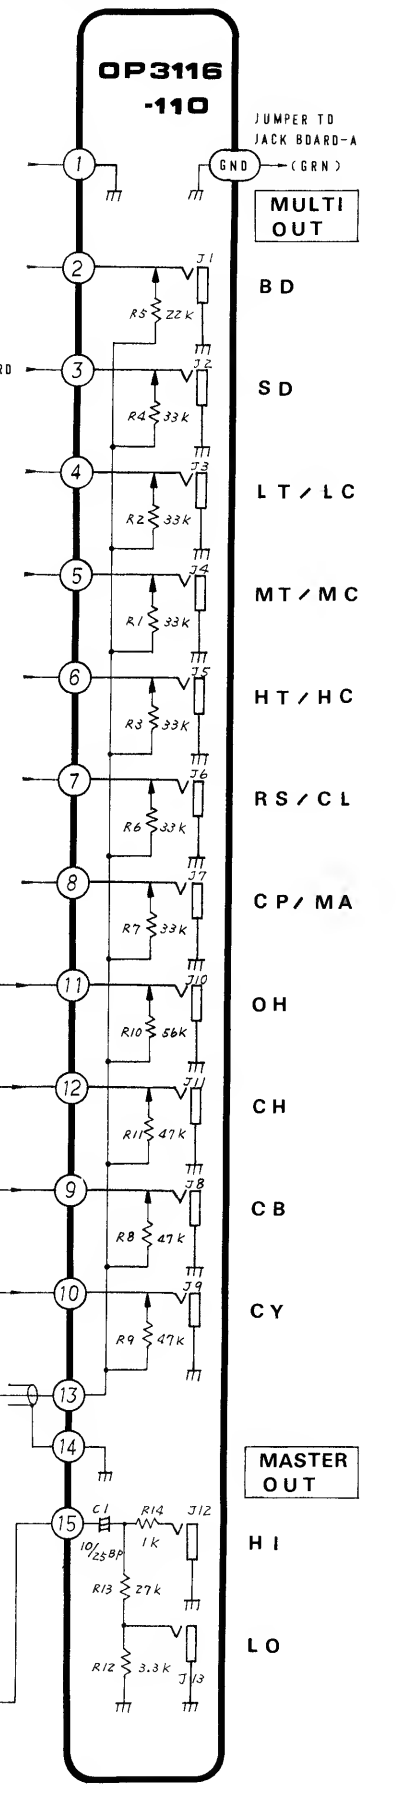 OP3116
-110
JUMPER TO
JACK BOARD-A
1
GND
(GRN)
MULTI
OUT
2
J1
BD
R5 22K
RD
3
J2
SD
R4 33K
4
J3
LT/LC
R2 33K
5
J4
MT/MC
R1 33K
6
J5
HT/HC
R3 33K
7
J6
RS/CL
R6 33K
8
J7
CP/MA
R7 33K
11
J10
OH
R10 56K
12
J11
CH
R11 47K
9
J8
CB
R8 47K
10
J9
CY
R9 47K
13
14
MASTER
OUT
15
C1
10/25BP
R14
1K
J12
HI
R13 27K
LO
R12 3.3K
J13